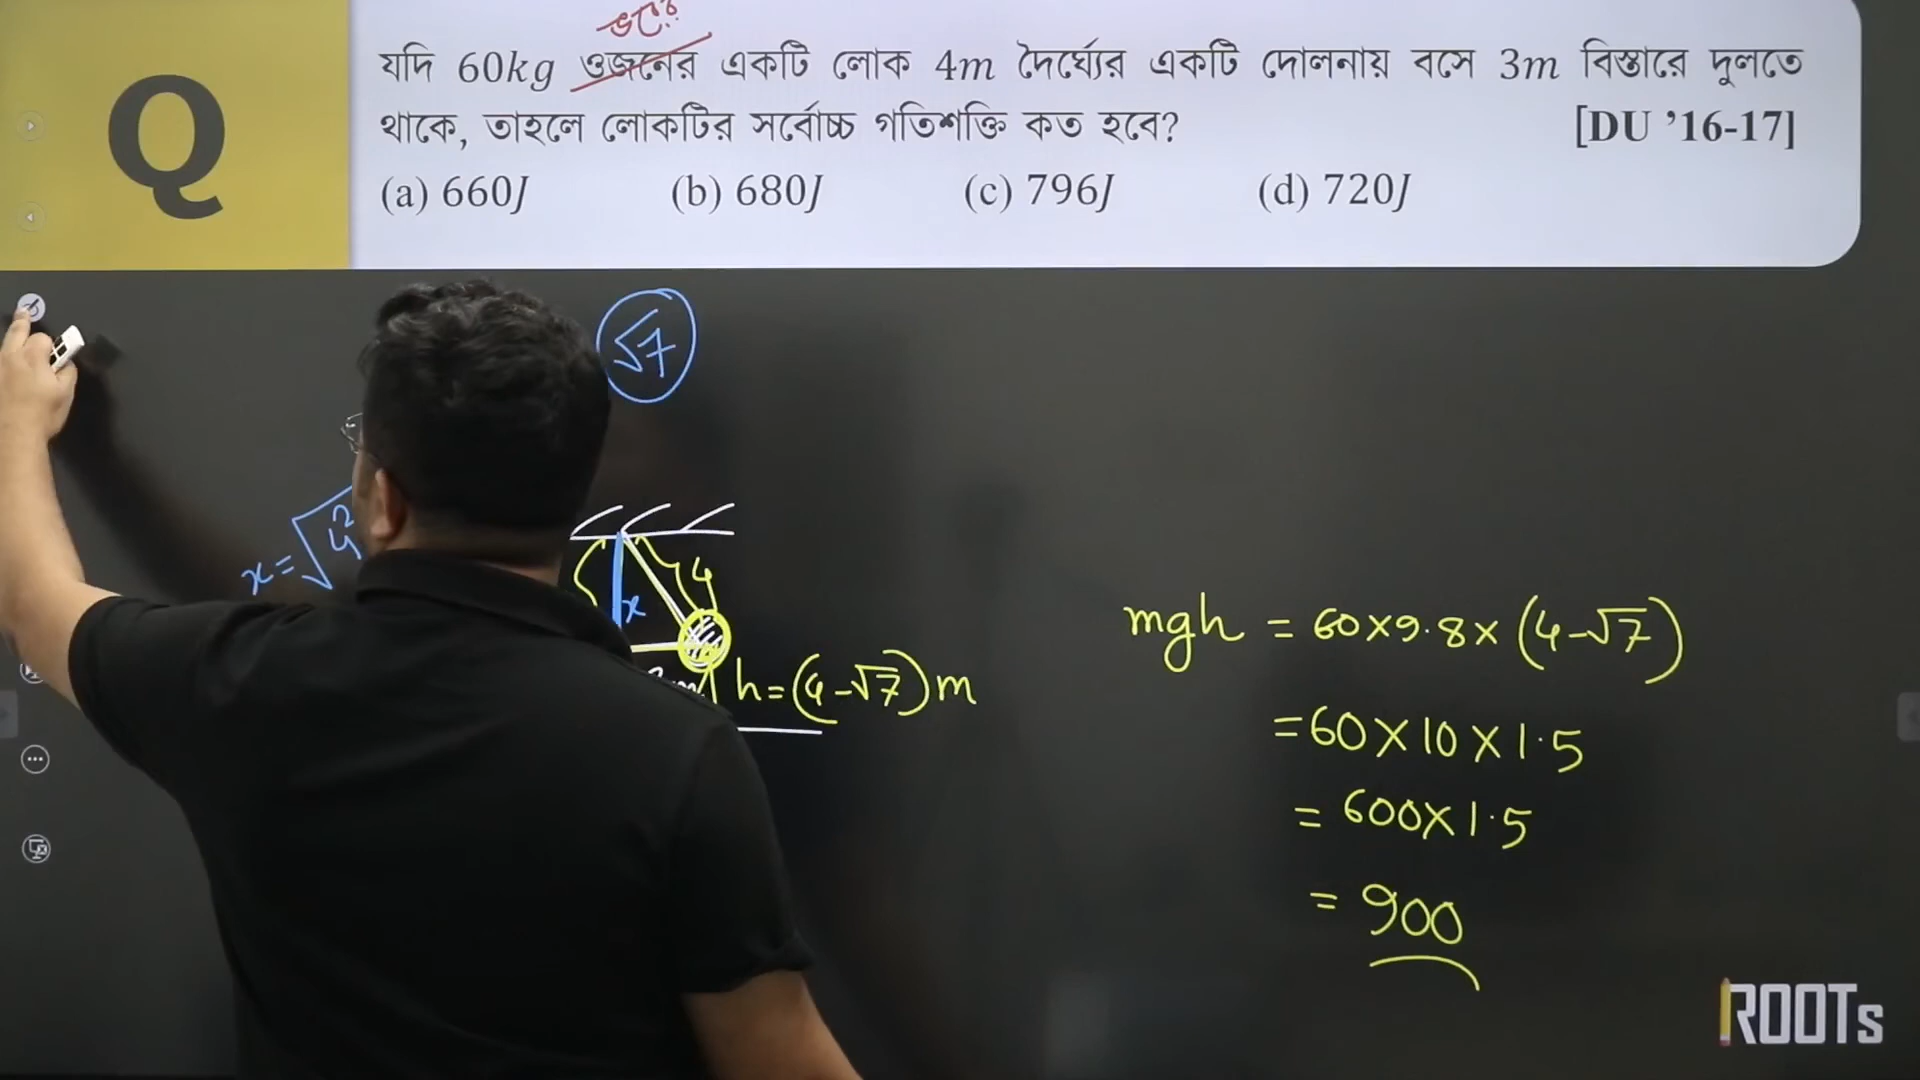 Q
ভরের
যদি 60kg ওজনের একটি লোক 4m দৈর্ঘ্যের একটি দোলনায় বসে 3m বিস্তারে দুলতে
থাকে, তাহলে লোকটির সর্বোচ্চ গতিশক্তি কত হবে? [DU ’16-17]
(a) 660J (b) 680J (c) 796J (d) 720J
√7
x = √4²
4
x
h = (4-√7) m
mgh = 60×9.8× (4-√7)
= 60 × 10 × 1.5
= 600 × 1.5
= 900
ROOTs